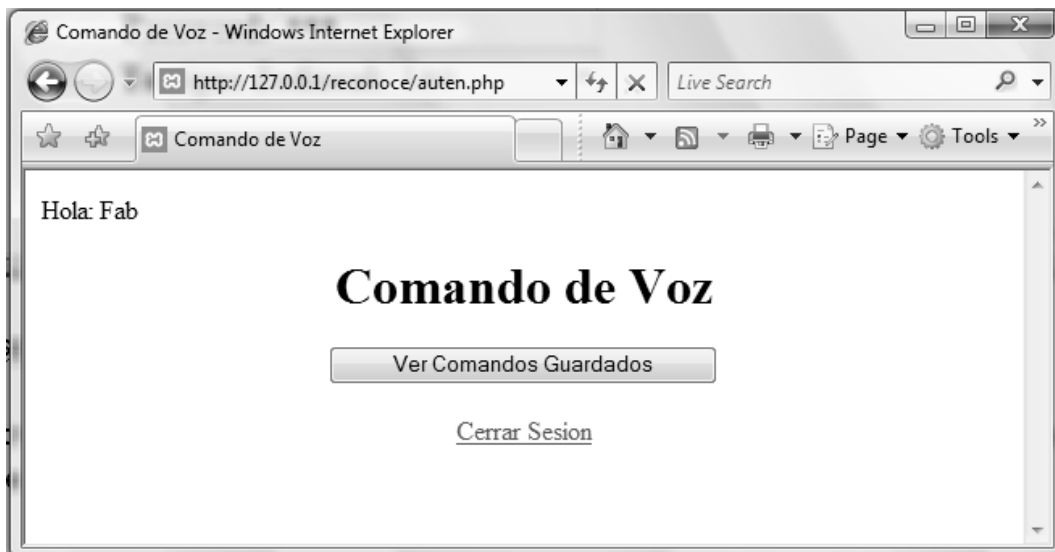 Comando de Voz - Windows Internet Explorer
http://127.0.0.1/reconoce/auten.php Live Search
Comando de Voz Page Tools »
Hola: Fab
Comando de Voz
Ver Comandos Guardados
Cerrar Sesion